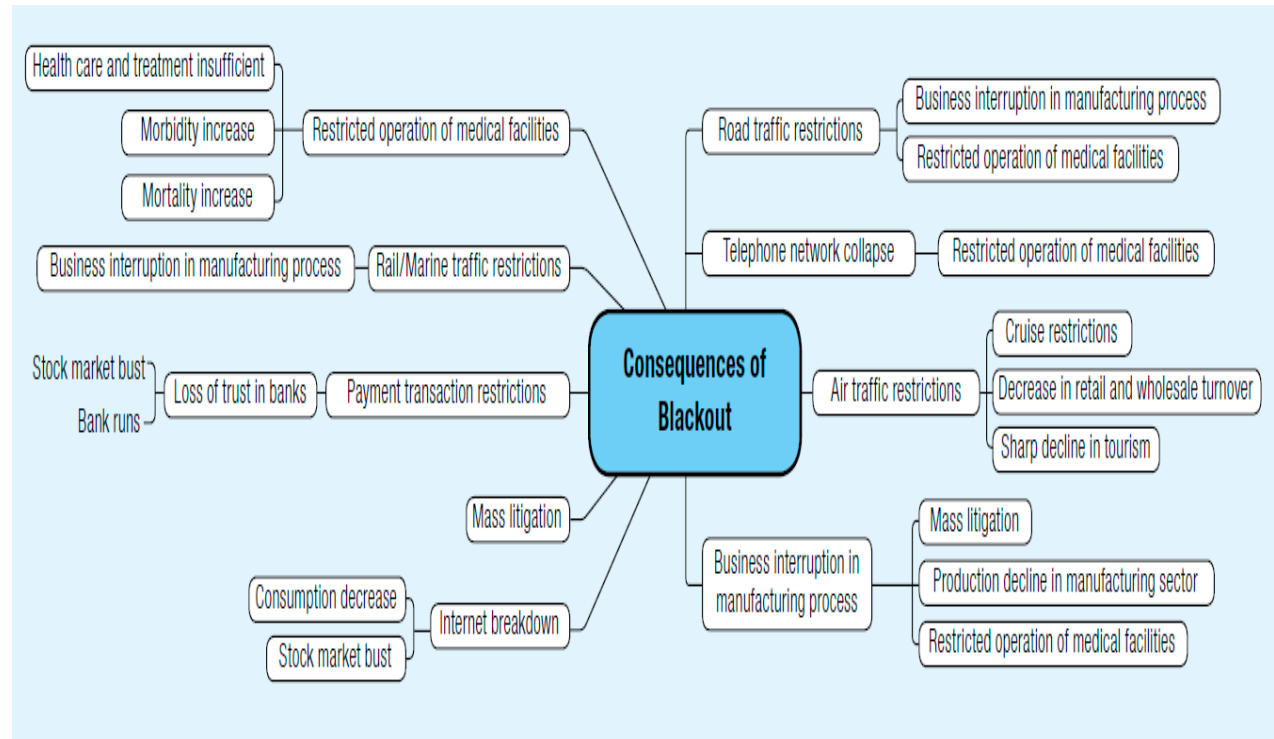 Health care and treatment insufficient
Morbidity increase
Mortality increase
Restricted operation of medical facilities
Business interruption in manufacturing process
Rail/Marine traffic restrictions
Stock market bust
Bank runs
Loss of trust in banks
Payment transaction restrictions
Mass litigation
Consumption decrease
Stock market bust
Internet breakdown
Consequences of
Blackout
Road traffic restrictions
Business interruption in manufacturing process
Restricted operation of medical facilities
Telephone network collapse
Restricted operation of medical facilities
Air traffic restrictions
Cruise restrictions
Decrease in retail and wholesale turnover
Sharp decline in tourism
Business interruption in
manufacturing process
Mass litigation
Production decline in manufacturing sector
Restricted operation of medical facilities